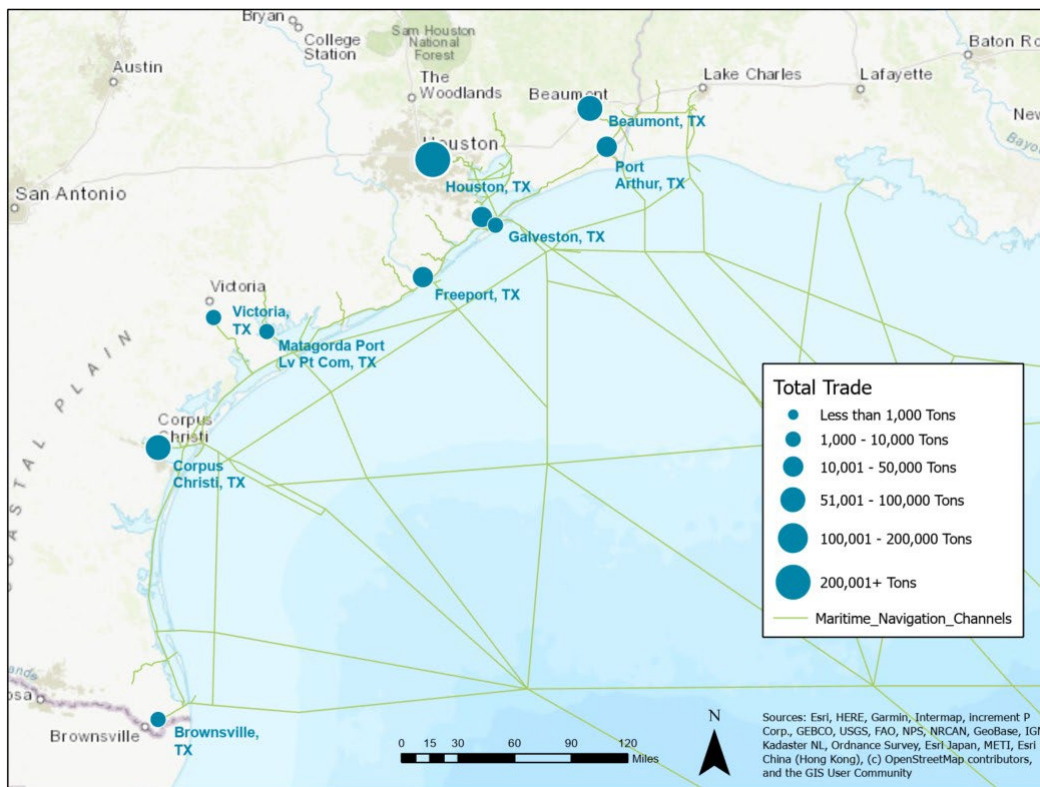 Bryan
College
Station
Sam Houston
National
Forest
Austin
The
Woodlands
Beaumont
Lake Charles
Lafayette
Baton
Beaumont, TX
Houston
Port
Arthur, TX
Houston, TX
San Antonio
Galveston, TX
Freeport, TX
Victoria
Victoria,
TX
Matagorda Port
Lv Pt Com, TX
COASTAL PLAIN
Corpus
Christi
Corpus
Christi, TX
Brownsville
Brownsville,
TX
Total Trade
Less than 1,000 Tons
1,000 - 10,000 Tons
10,001 - 50,000 Tons
51,001 - 100,000 Tons
100,001 - 200,000 Tons
200,001+ Tons
Maritime_Navigation_Channels
N
0 15 30 60 90 120
Miles
Sources: Esri, HERE, Garmin, Intermap, increment P
Corp., GEBCO, USGS, FAO, NPS, NRCAN, GeoBase, IGN
Kadaster NL, Ordnance Survey, Esri Japan, METI, Esri
China (Hong Kong), (c) OpenStreetMap contributors,
and the GIS User Community